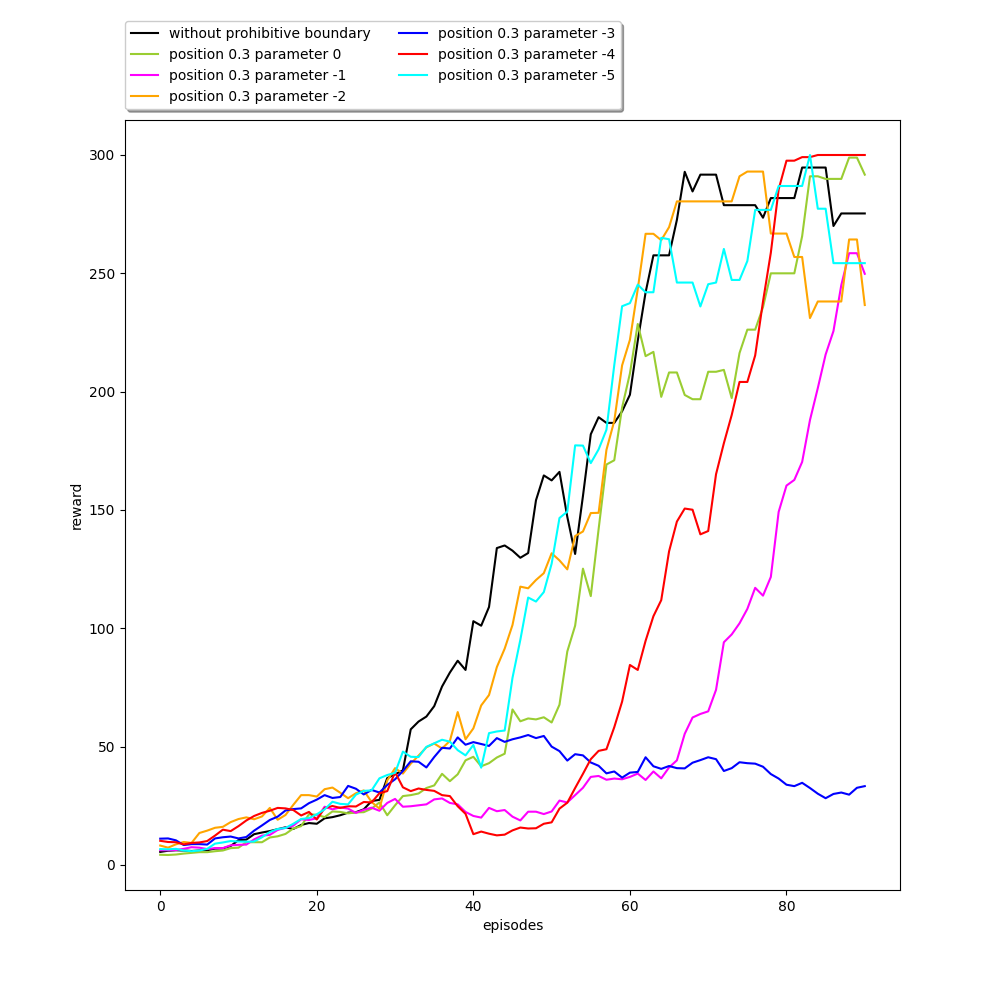 without prohibitive boundary
position 0.3 parameter 0
position 0.3 parameter -1
position 0.3 parameter -2
position 0.3 parameter -3
position 0.3 parameter -4
position 0.3 parameter -5
300
250
200
150
100
50
0
reward
0 20 40 60 80
episodes